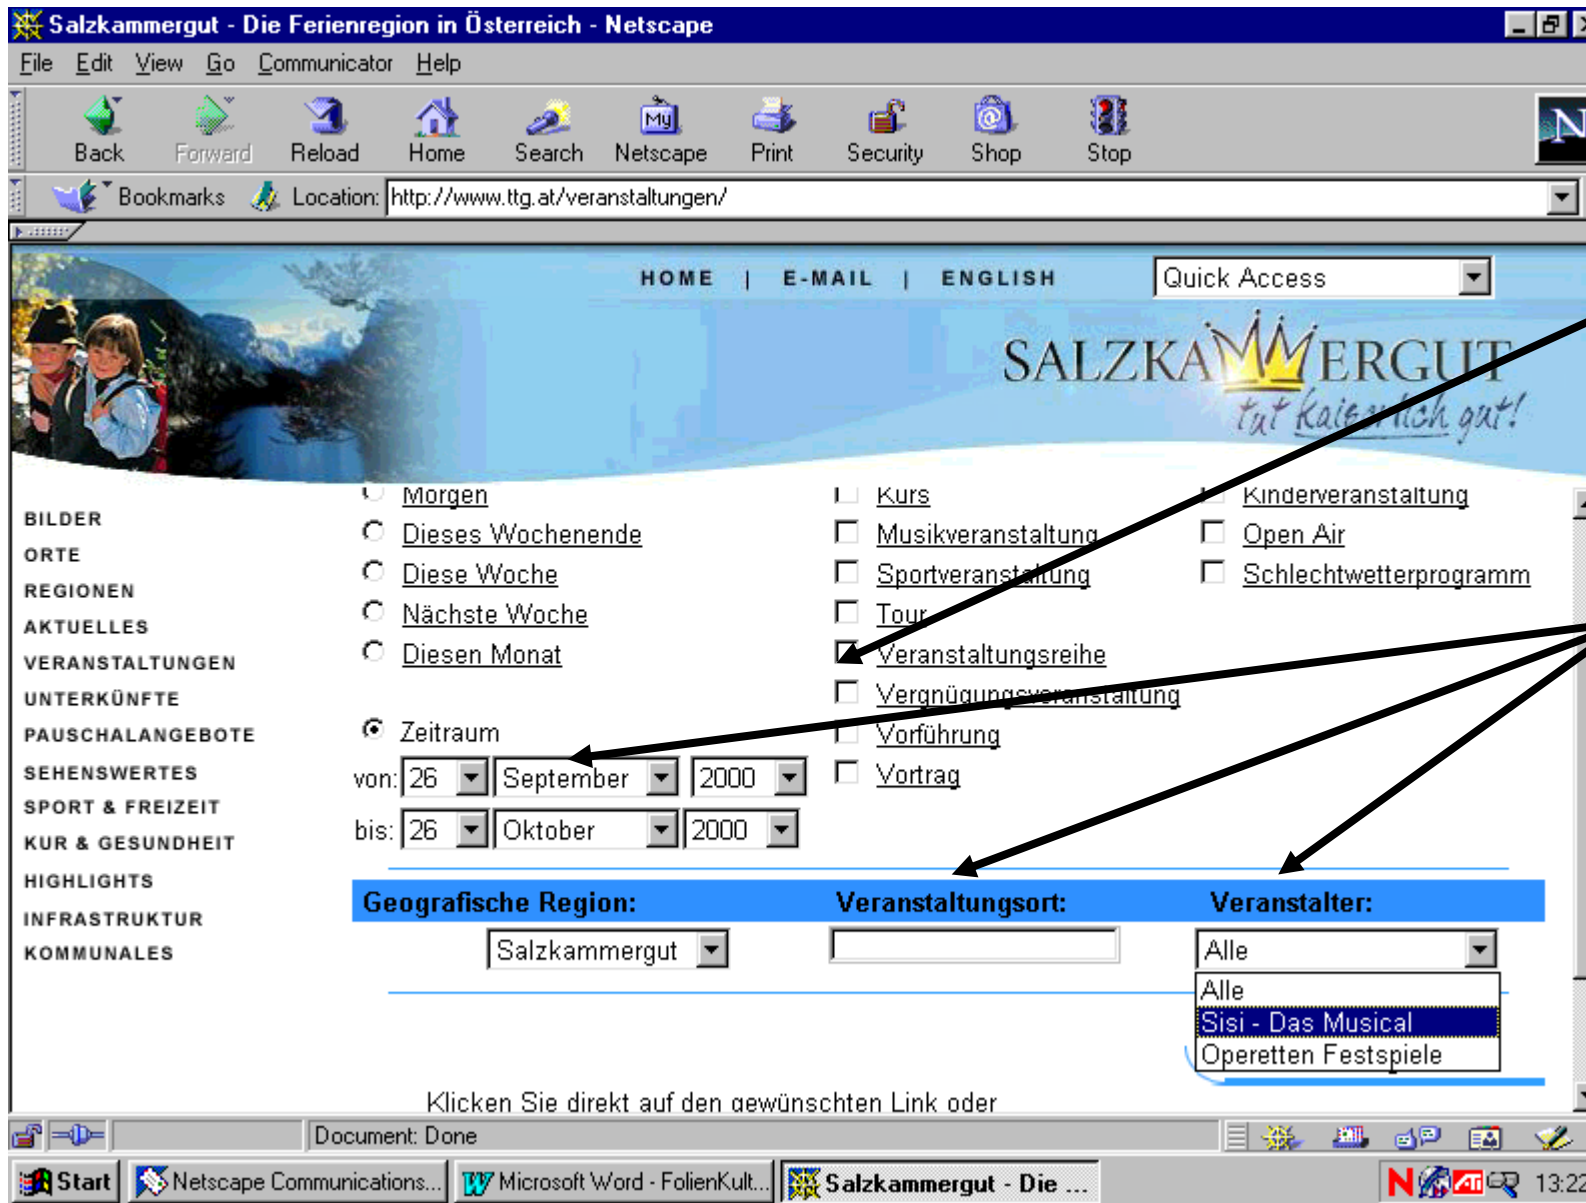 Salzkammergut - Die Ferienregion in Österreich - Netscape
File Edit View Go Communicator Help
My
N
Back Forward Reload Home Search Netscape Print Security Shop Stop
Bookmarks Location: http://www.ttg.at/veranstaltungen/
HOME | E-MAIL | ENGLISH Quick Access
SALZKAMMERGUT
tut kaiserlich gut!
BILDER
ORTE
REGIONEN
AKTUELLES
VERANSTALTUNGEN
UNTERKÜNFTE
PAUSCHALANGEBOTE
SEHENSWERTES
SPORT & FREIZEIT
KUR & GESUNDHEIT
HIGHLIGHTS
INFRASTRUKTUR
KOMMUNALES
Morgen
Dieses Wochenende
Diese Woche
Nächste Woche
Diesen Monat
Zeitraum
von: 26 September 2000
bis: 26 Oktober 2000
Kurs
Musikveranstaltung
Sportveranstaltung
Tour
Veranstaltungsreihe
Vergnügungsveranstaltung
Vorführung
Vortrag
Kinderveranstaltung
Open Air
Schlechtwetterprogramm
Geografische Region: Veranstaltungsort: Veranstalter:
Salzkammergut Alle
Alle
Sisi - Das Musical
Operetten Festspiele
Klicken Sie direkt auf den gewünschten Link oder
Document: Done
Start Netscape Communications... Microsoft Word - FolienKult... Salzkammergut - Die ... N ATI 13:22